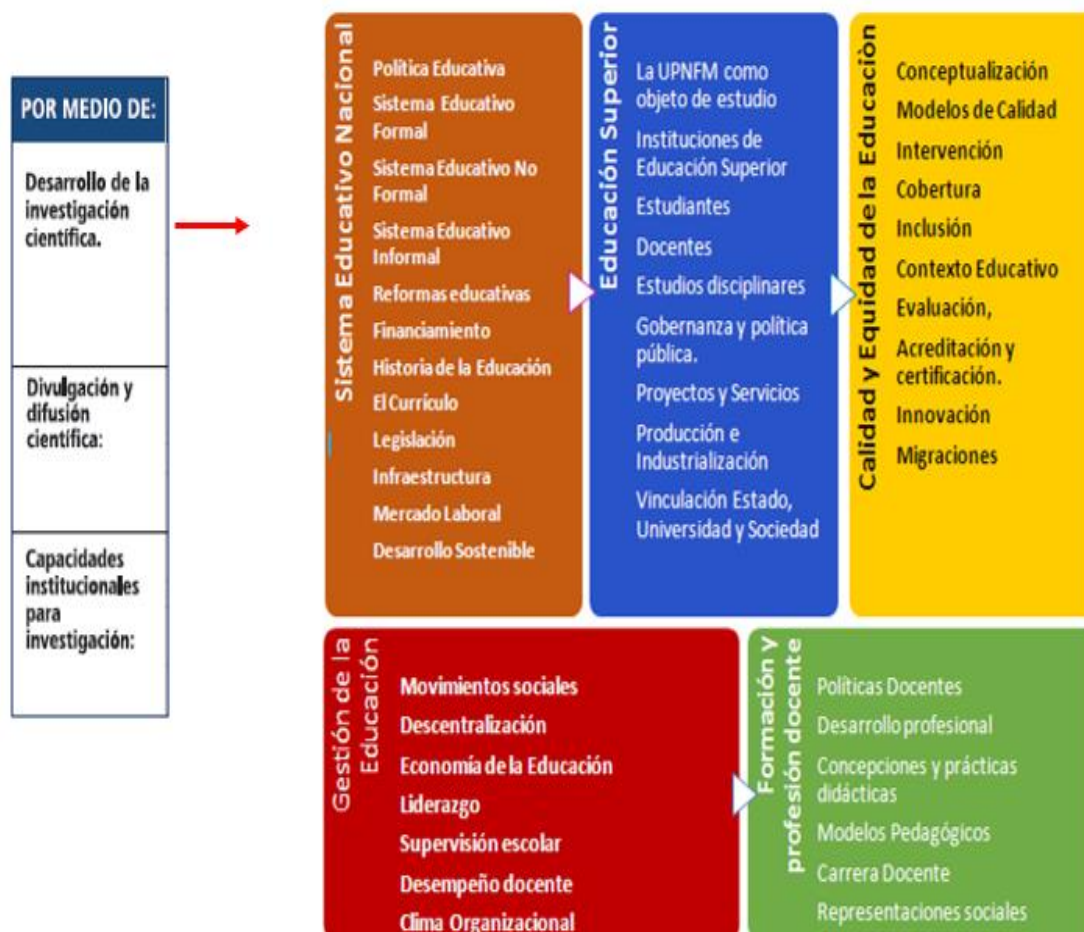 POR MEDIO DE:
Desarrollo de la
investigación
científica.
Divulgación y
difusión
científica:
Capacidades
institucionales
para
investigación:
Sistema Educativo Nacional
Política Educativa
Sistema Educativo
Formal
Sistema Educativo No
Formal
Sistema Educativo
Informal
Reformas educativas
Financiamiento
Historia de la Educación
El Currículo
Legislación
Infraestructura
Mercado Laboral
Desarrollo Sostenible
Educación Superior
La UPNFM como
objeto de estudio
Instituciones de
Educación Superior
Estudiantes
Docentes
Estudios disciplinares
Gobernanza y política
pública.
Proyectos y Servicios
Producción e
Industrialización
Vinculación Estado,
Universidad y Sociedad
Calidad y Equidad de la Educaciòn
Conceptualización
Modelos de Calidad
Intervención
Cobertura
Inclusión
Contexto Educativo
Evaluación,
Acreditación y
certificación.
Innovación
Migraciones
Gestión de la
Educación
Movimientos sociales
Descentralización
Economía de la Educación
Liderazgo
Supervisión escolar
Desempeño docente
Clima Organizacional
Formación y
profesión docente
Políticas Docentes
Desarrollo profesional
Concepciones y prácticas
didácticas
Modelos Pedagógicos
Carrera Docente
Representaciones sociales